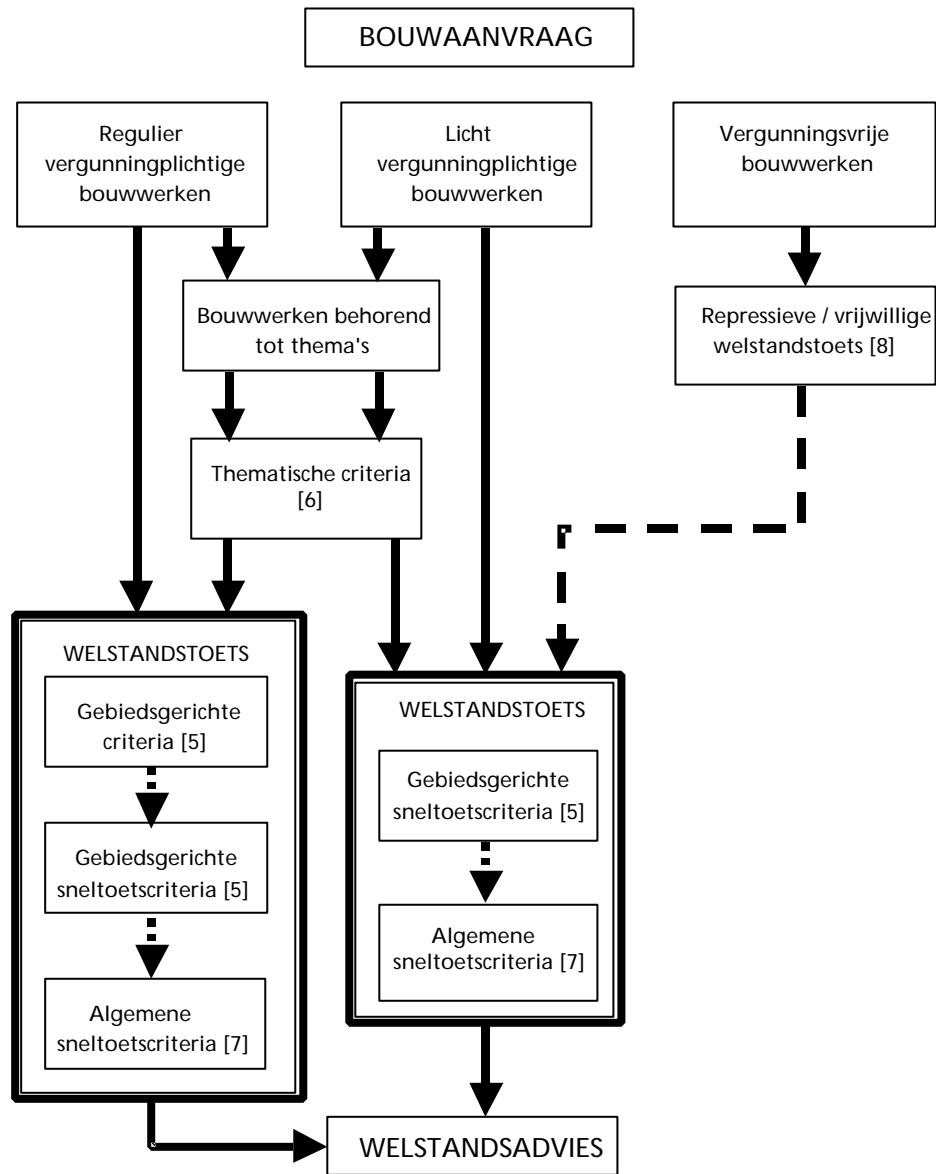 BOUWAANVRAAG
Regulier
vergunningplichtige
bouwwerken
Licht
vergunningplichtige
bouwwerken
Vergunningsvrije
bouwwerken
Bouwwerken behorend
tot thema's
Repressieve / vrijwillige
welstandstoets [8]
Thematische criteria
[6]
WELSTANDSTOETS
Gebiedsgerichte
criteria [5]
Gebiedsgerichte
sneltoetscriteria [5]
Algemene
sneltoetscriteria [7]
WELSTANDSTOETS
Gebiedsgerichte
sneltoetscriteria [5]
Algemene
sneltoetscriteria [7]
WELSTANDSADVIES